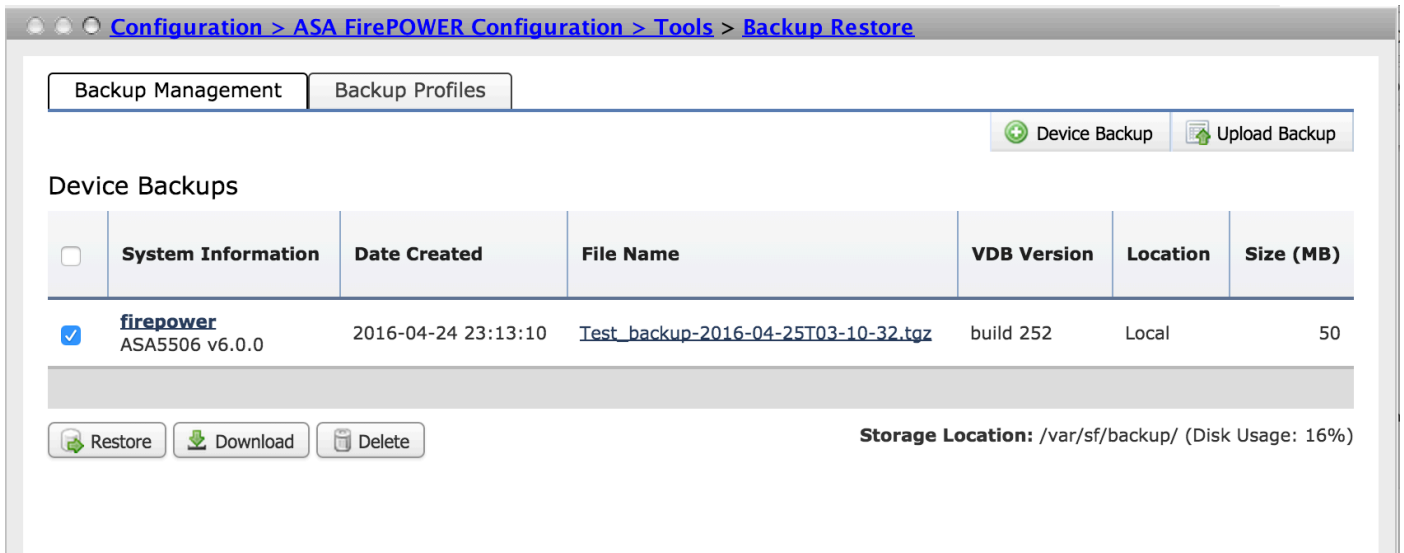 Configuration > ASA FirePOWER Configuration > Tools > Backup Restore
Backup Management Backup Profiles
Device Backup Upload Backup
Device Backups
System Information Date Created File Name VDB Version Location Size (MB)
firepower
ASA5506 v6.0.0 2016-04-24 23:13:10 Test_backup-2016-04-25T03-10-32.tgz build 252 Local 50
Restore Download Delete Storage Location: /var/sf/backup/ (Disk Usage: 16%)